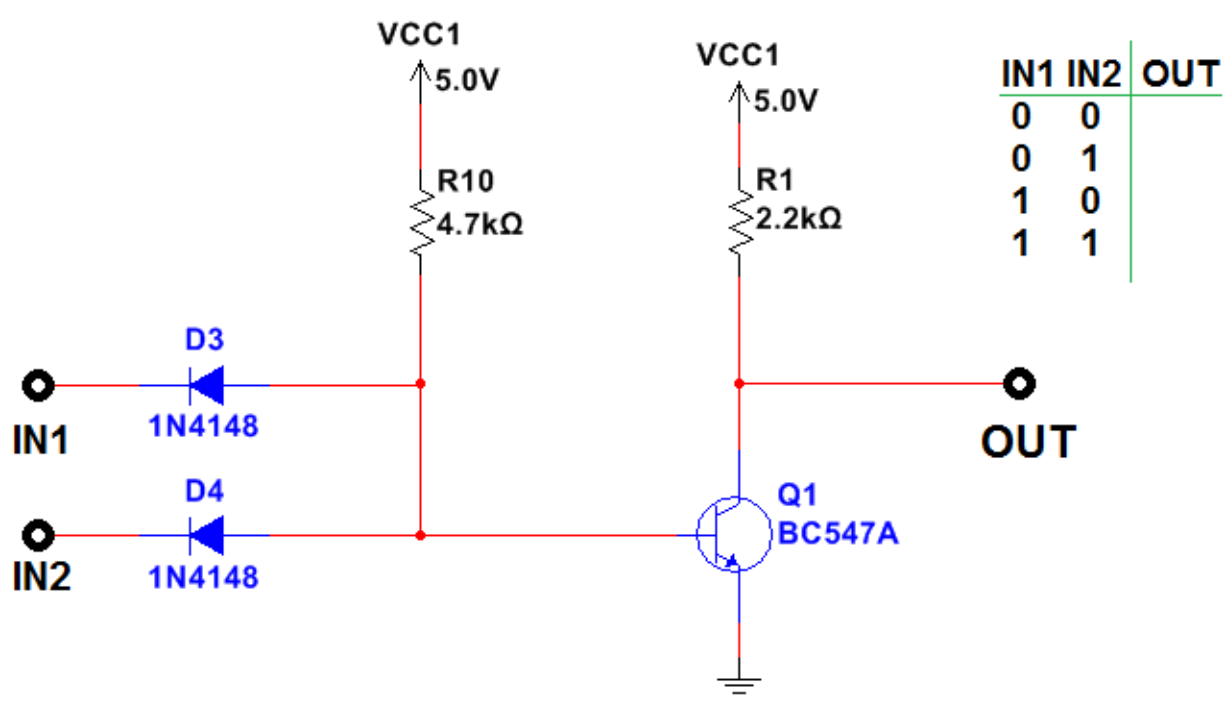 VCC1
5.0V
R10
4.7kΩ
VCC1
5.0V
R1
2.2kΩ
IN1 IN2 OUT
0 0
0 1
1 0
1 1
D3
1N4148
IN1
D4
1N4148
IN2
OUT
Q1
BC547A